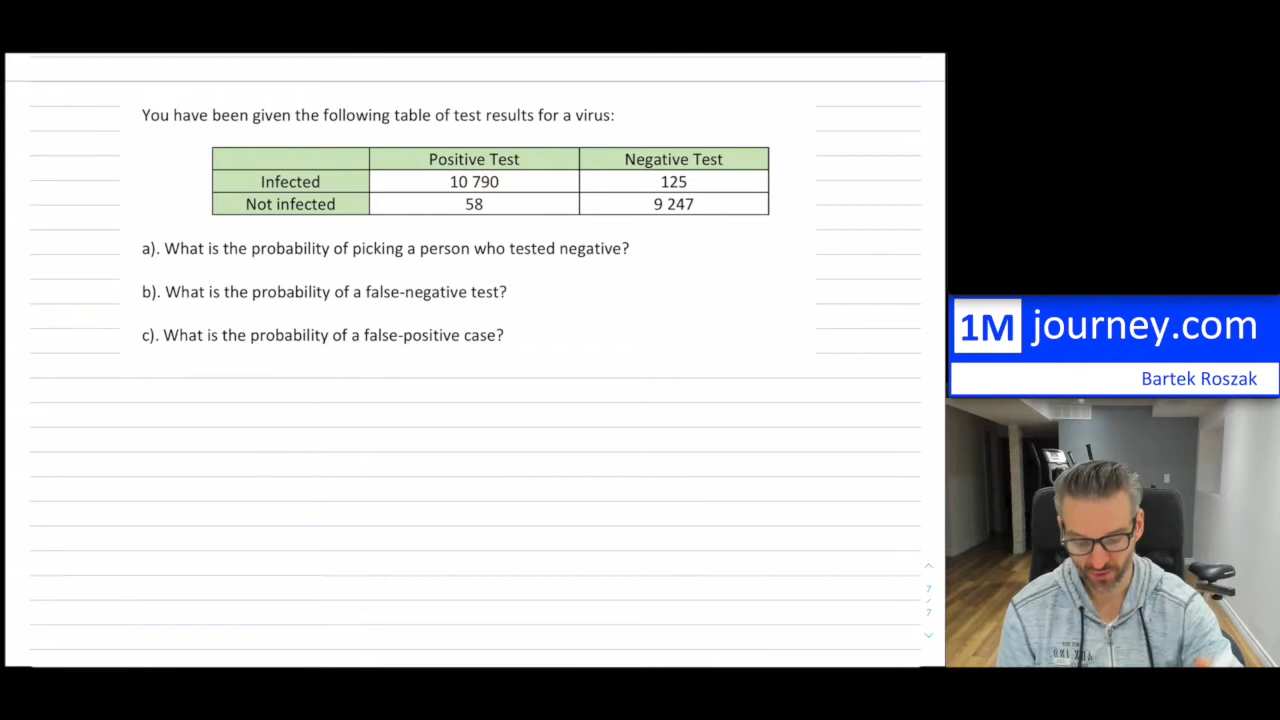 You have been given the following table of test results for a virus:
Positive Test Negative Test
Infected 10 790 125
Not infected 58 9 247
a). What is the probability of picking a person who tested negative?
b). What is the probability of a false-negative test?
c). What is the probability of a false-positive case?
1M journey.com
Bartek Roszak
7
7